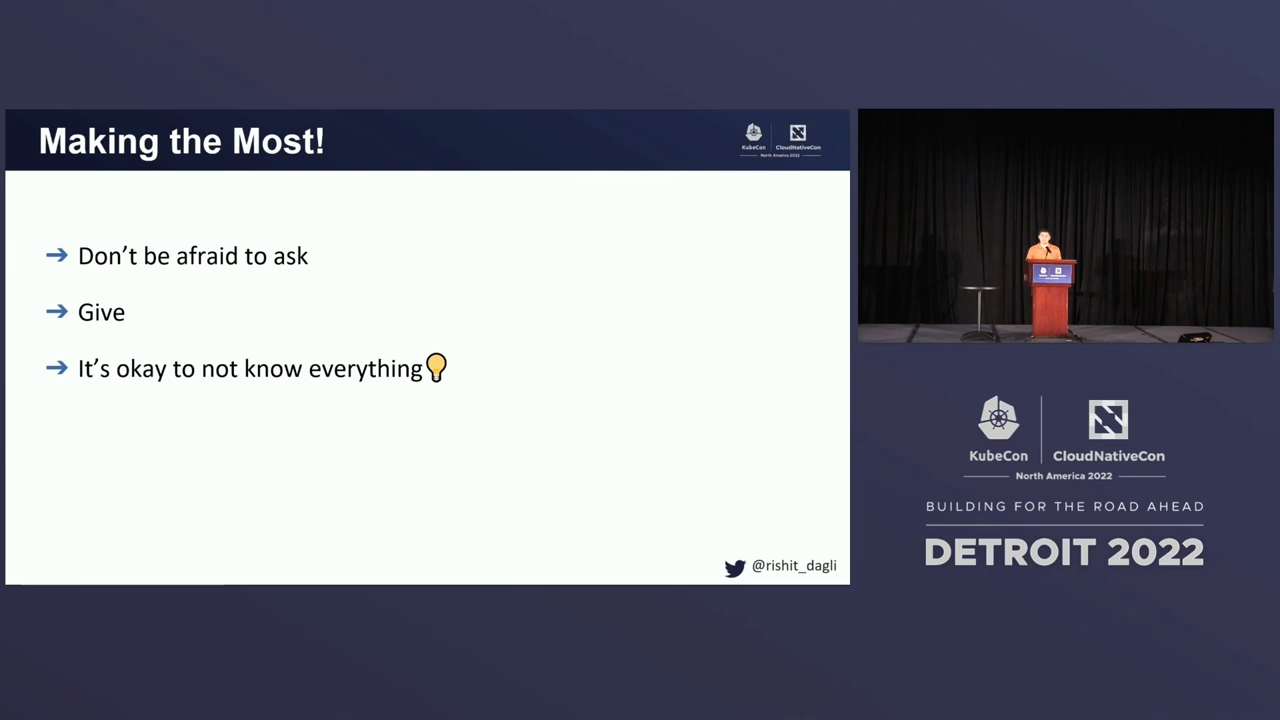 Making the Most!
KubeCon
CloudNativeCon
North America 2022
→ Don’t be afraid to ask
→ Give
→ It’s okay to not know everything💡
@rishit_dagli
KubeCon
CloudNativeCon
North America 2022
BUILDING FOR THE ROAD AHEAD
DETROIT 2022